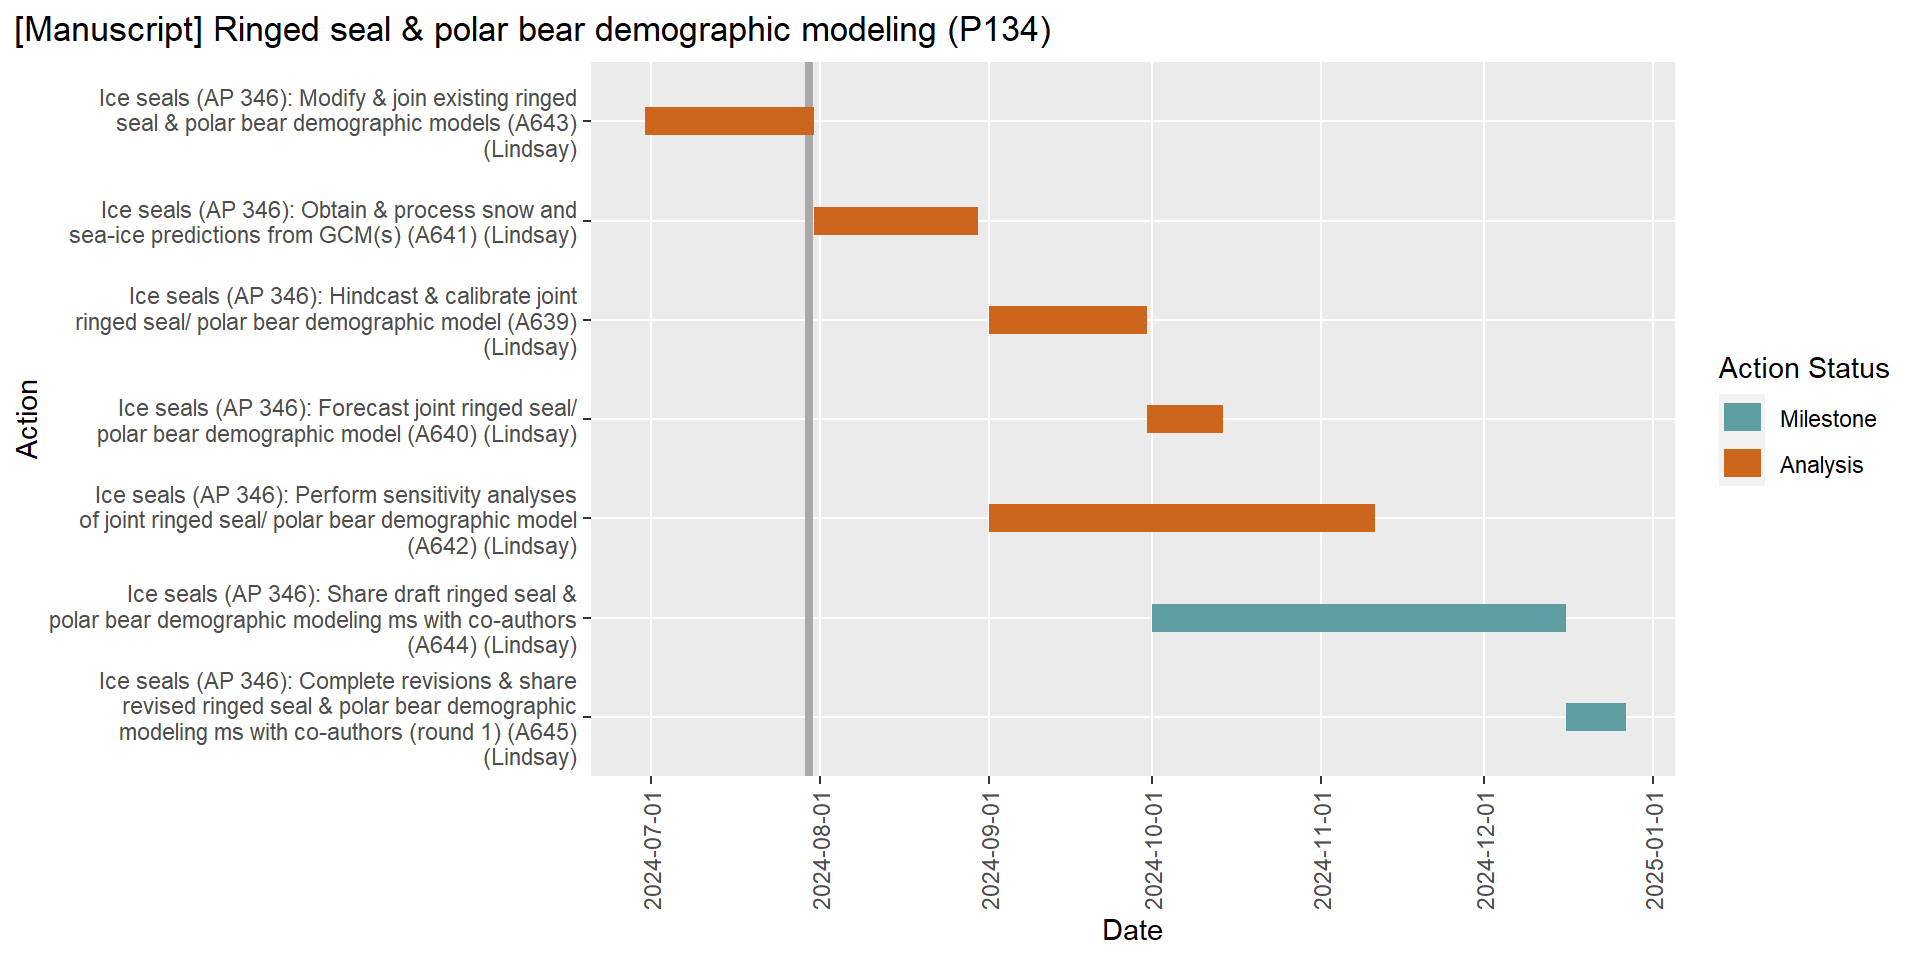 [Manuscript] Ringed seal & polar bear demographic modeling (P134)
Ice seals (AP 346): Modify & join existing ringed
seal & polar bear demographic models (A643)
(Lindsay)
Ice seals (AP 346): Obtain & process snow and
sea-ice predictions from GCM(s) (A641) (Lindsay)
Ice seals (AP 346): Hindcast & calibrate joint
ringed seal/ polar bear demographic model (A639)
(Lindsay)
Ice seals (AP 346): Forecast joint ringed seal/
polar bear demographic model (A640) (Lindsay)
Ice seals (AP 346): Perform sensitivity analyses
of joint ringed seal/ polar bear demographic model
(A642) (Lindsay)
Ice seals (AP 346): Share draft ringed seal &
polar bear demographic modeling ms with co-authors
(A644) (Lindsay)
Ice seals (AP 346): Complete revisions & share
revised ringed seal & polar bear demographic
modeling ms with co-authors (round 1) (A645)
(Lindsay)
Action
2024-07-01
2024-08-01
2024-09-01
2024-10-01
2024-11-01
2024-12-01
2025-01-01
Date
Action Status
Milestone
Analysis